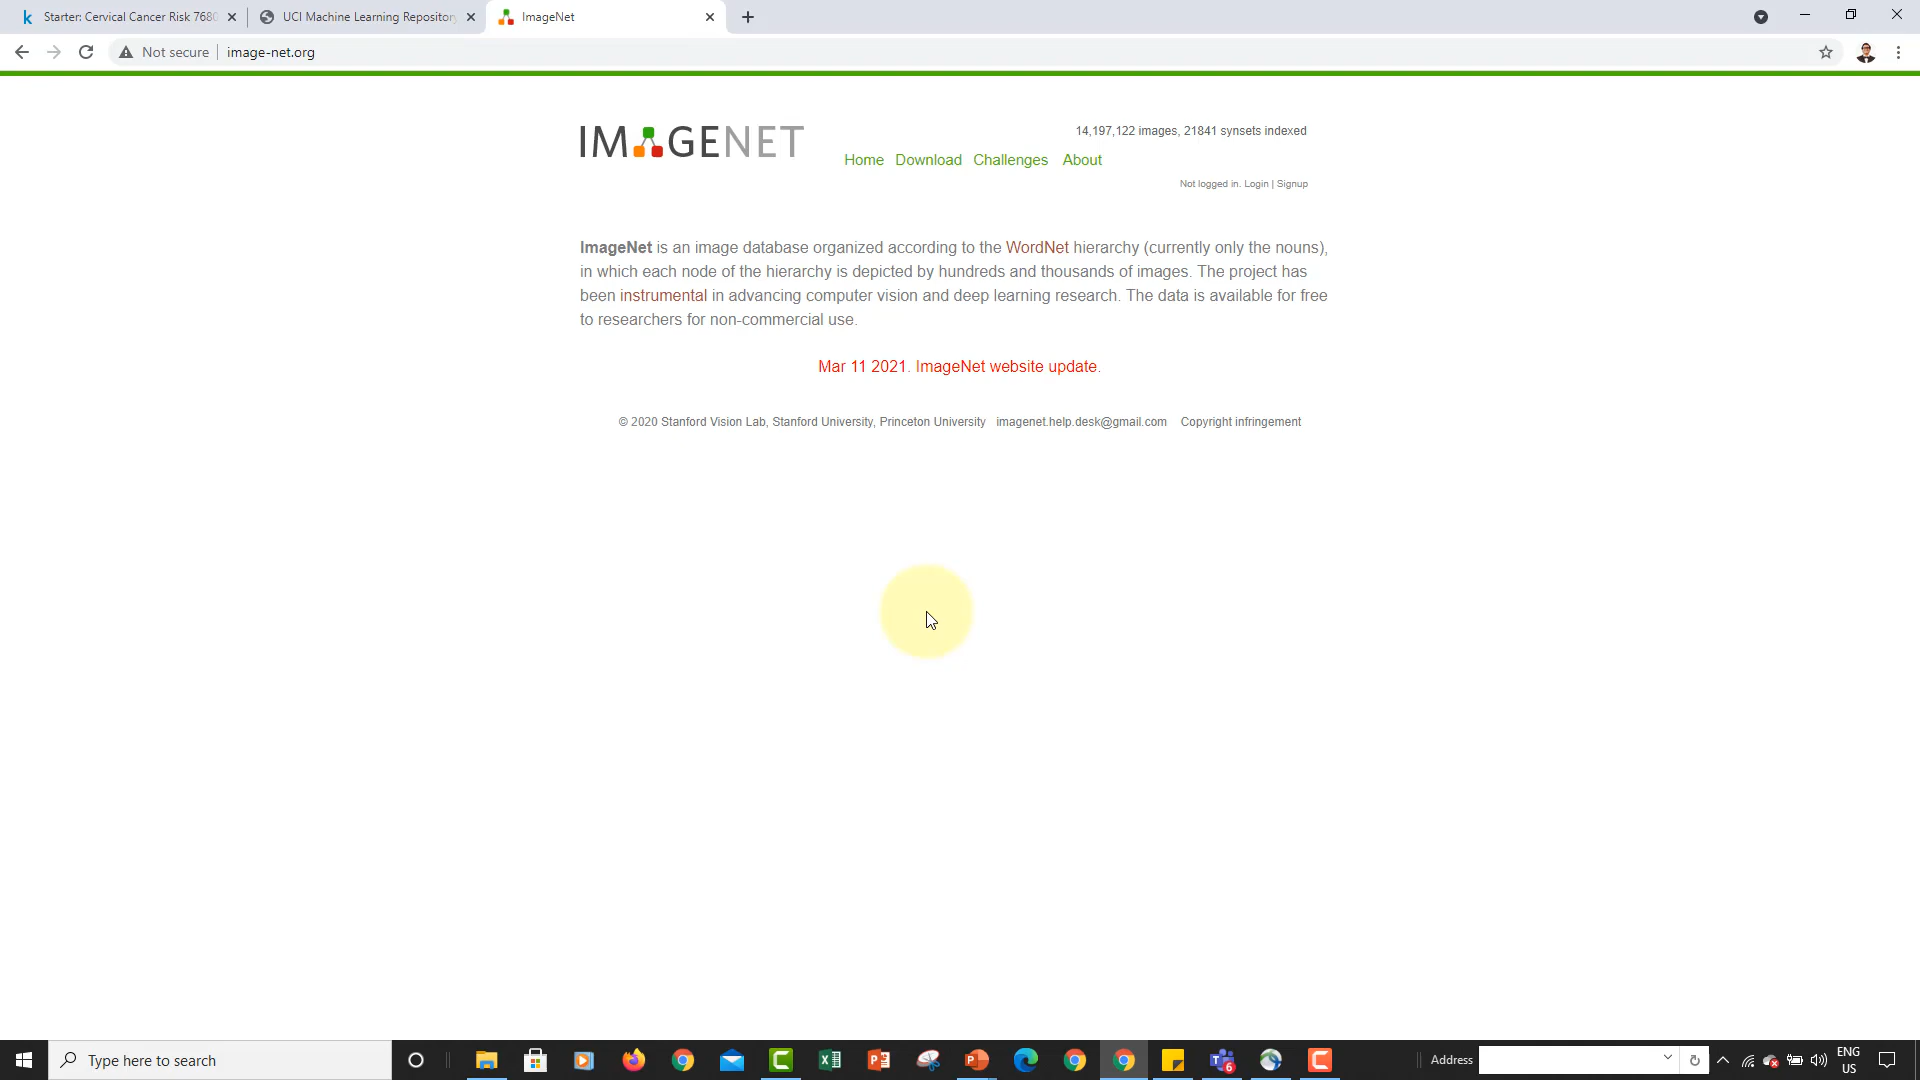 Starter: Cervical Cancer Risk 7680
UCI Machine Learning Repository
ImageNet
Not secure
image-net.org
IMAGENET
14,197,122 images, 21841 synsets indexed
Home Download Challenges About
Not logged in. Login | Signup
ImageNet is an image database organized according to the WordNet hierarchy (currently only the nouns),
in which each node of the hierarchy is depicted by hundreds and thousands of images. The project has
been instrumental in advancing computer vision and deep learning research. The data is available for free
to researchers for non-commercial use.
Mar 11 2021. ImageNet website update.
© 2020 Stanford Vision Lab, Stanford University, Princeton University imagenet.help.desk@gmail.com Copyright infringement
Type here to search
6
Address
ENG
US